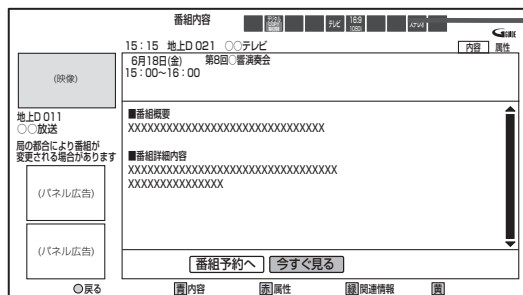 番組内容
テレビ 16:9
1080i
G-GUIDE
15：15 地上D 021 ○○テレビ
内容 属性
6月18日(金) 第8回○響演奏会
15：00〜16：00
(映像)
地上D 011
○○放送
局の都合により番組が
変更される場合があります
■番組概要
XXXXXXXXXXXXXXXXXXXXXXXXXXXXXX
■番組詳細内容
XXXXXXXXXXXXXXXXXXXXXXXXXXXXXXXX
XXXXXXXXXXXXXXX
(パネル広告)
(パネル広告)
番組予約へ 今すぐ見る
○戻る 青内容 赤属性 緑関連情報 黄